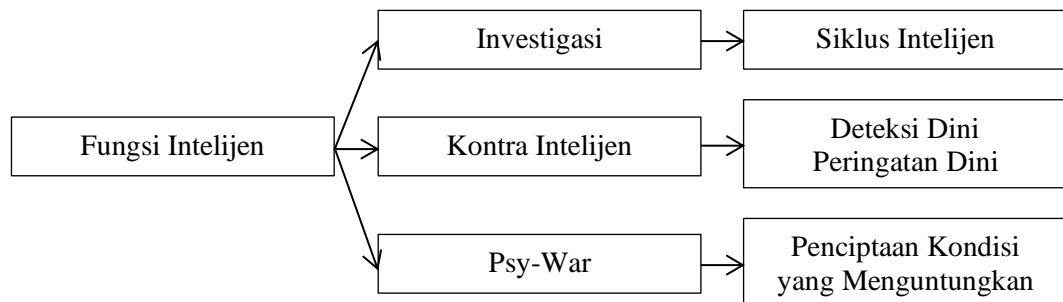 Investigasi
Siklus Intelijen
Fungsi Intelijen
Kontra Intelijen
Deteksi Dini
Peringatan Dini
Psy-War
Penciptaan Kondisi
yang Menguntungkan